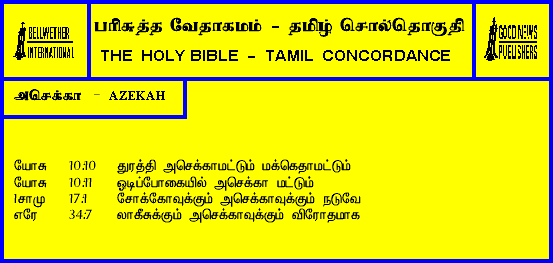 BELLWETHER
INTERNATIONAL
பரிசுத்த வேதாகமம் - தமிழ் சொல்தொகுதி
THE HOLY BIBLE - TAMIL CONCORDANCE
GOOD NEWS
PUBLISHERS
அசெக்கா - AZEKAH
யோசு 10:10 துரத்தி அசெக்காமட்டும் மக்கெதாமட்டும்
யோசு 10:11 ஓடிப்போகையில் அசெக்கா மட்டும்
1சாமு 17:1 சோக்கோவுக்கும் அசெக்காவுக்கும் நடுவே
எரே 34:7 லாகீசுக்கும் அசெக்காவுக்கும் விரோதமாக